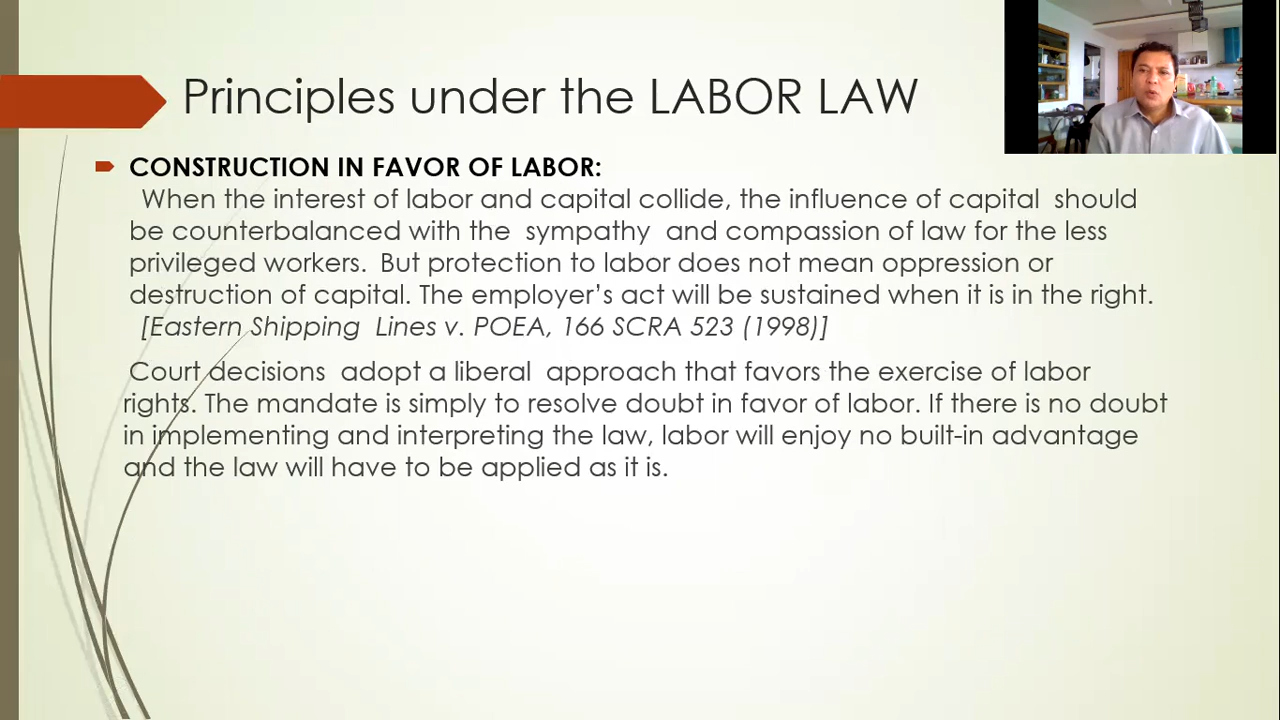 Principles under the LABOR LAW
CONSTRUCTION IN FAVOR OF LABOR:
When the interest of labor and capital collide, the influence of capital should
be counterbalanced with the sympathy and compassion of law for the less
privileged workers. But protection to labor does not mean oppression or
destruction of capital. The employer's act will be sustained when it is in the right.
[Eastern Shipping Lines v. POEA, 166 SCRA 523 (1998)]
Court decisions adopt a liberal approach that favors the exercise of labor
rights. The mandate is simply to resolve doubt in favor of labor. If there is no doubt
in implementing and interpreting the law, labor will enjoy no built-in advantage
and the law will have to be applied as it is.